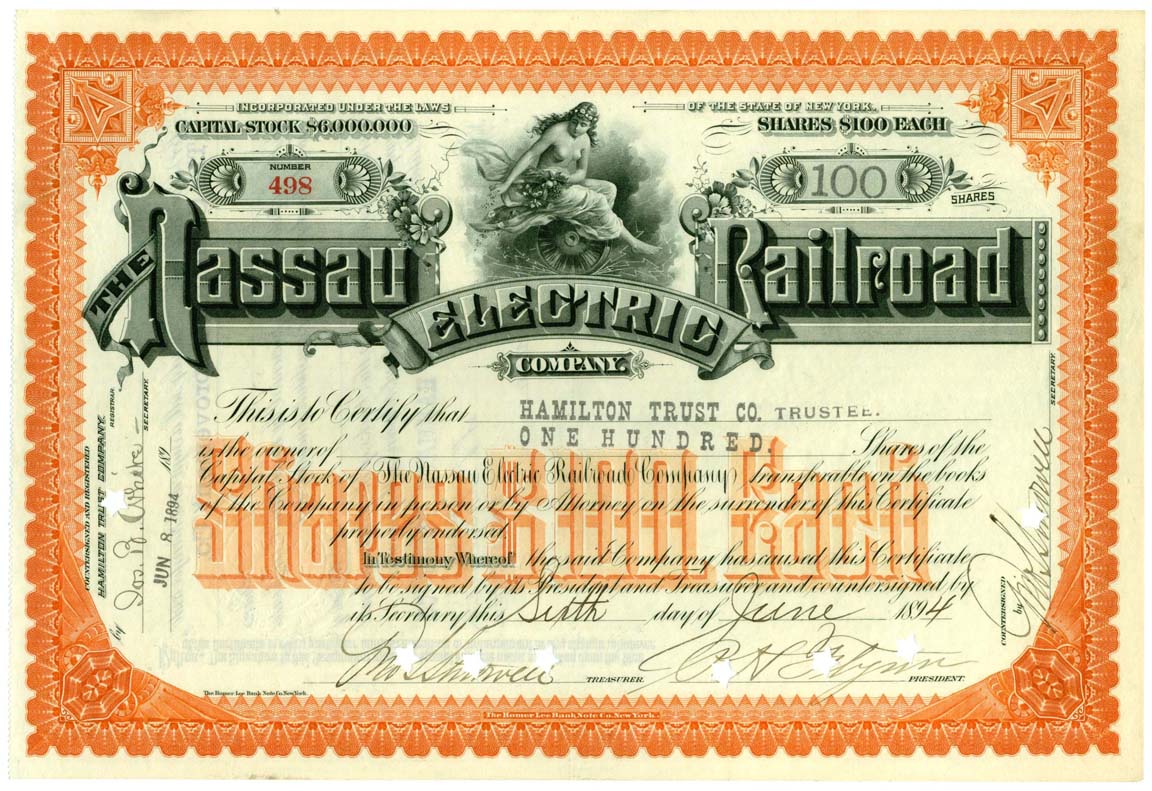 INCORPORATED UNDER THE LAWS OF THE STATE OF NEW YORK.
CAPITAL STOCK $6,000,000
SHARES $100 EACH
NUMBER
498
100
SHARES
THE Nassau ELECTRIC Railroad
COMPANY.
This is to Certify that HAMILTON TRUST CO. TRUSTEE.
is the owner of ONE HUNDRED. Shares of the
Capital Stock of The Nassau Electric Railroad Company Transferable on the books
of the Company in person or by Attorney on the surrender of this Certificate
properly endorsed.
In Testimony Whereof the said Company has caused this Certificate
to be signed by its President and Treasurer and countersigned by
its Secretary this Sixth day of June 1894
Shares $100 Each
TREASURER.
PRESIDENT.
The Homer Lee Bank Note Co. New York.
The Homer Lee Bank Note Co. New York.
COUNTERSIGNED AND REGISTERED
HAMILTON TRUST COMPANY.
REGISTRAR.
by
SECRETARY.
JUN 8 1894
189
COUNTERSIGNED
by
SECRETARY.